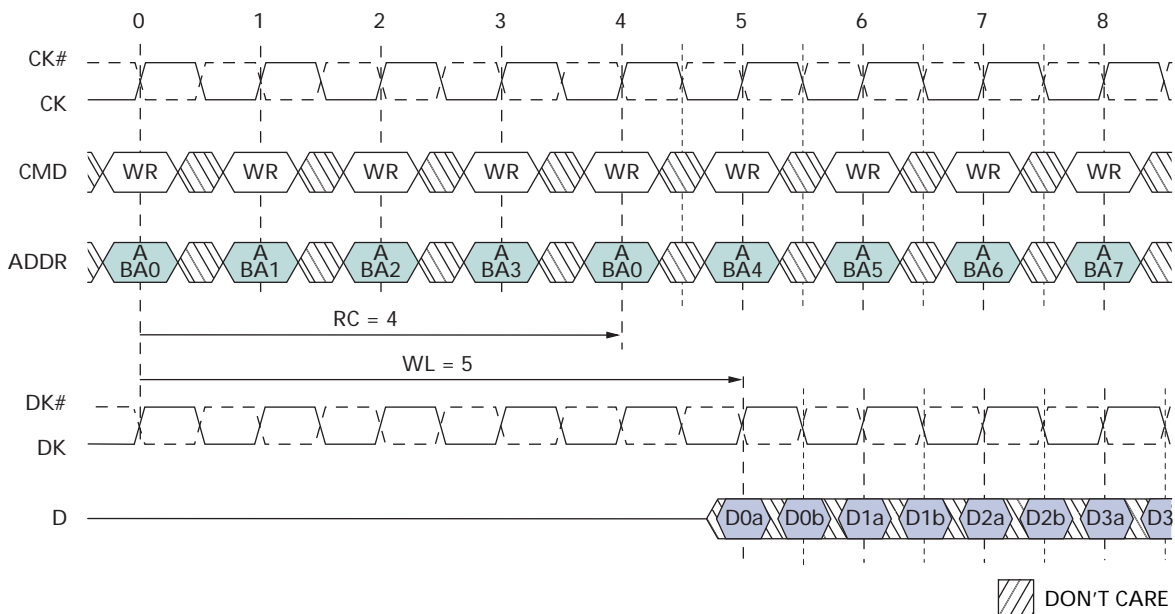 0 1 2 3 4 5 6 7 8
CK#
CK
CMD WR WR WR WR WR WR WR WR WR
A A A A A A A A A
ADDR BA0 BA1 BA2 BA3 BA0 BA4 BA5 BA6 BA7
RC = 4
WL = 5
DK#
DK
D D0a D0b D1a D1b D2a D2b D3a D3
DON'T CARE